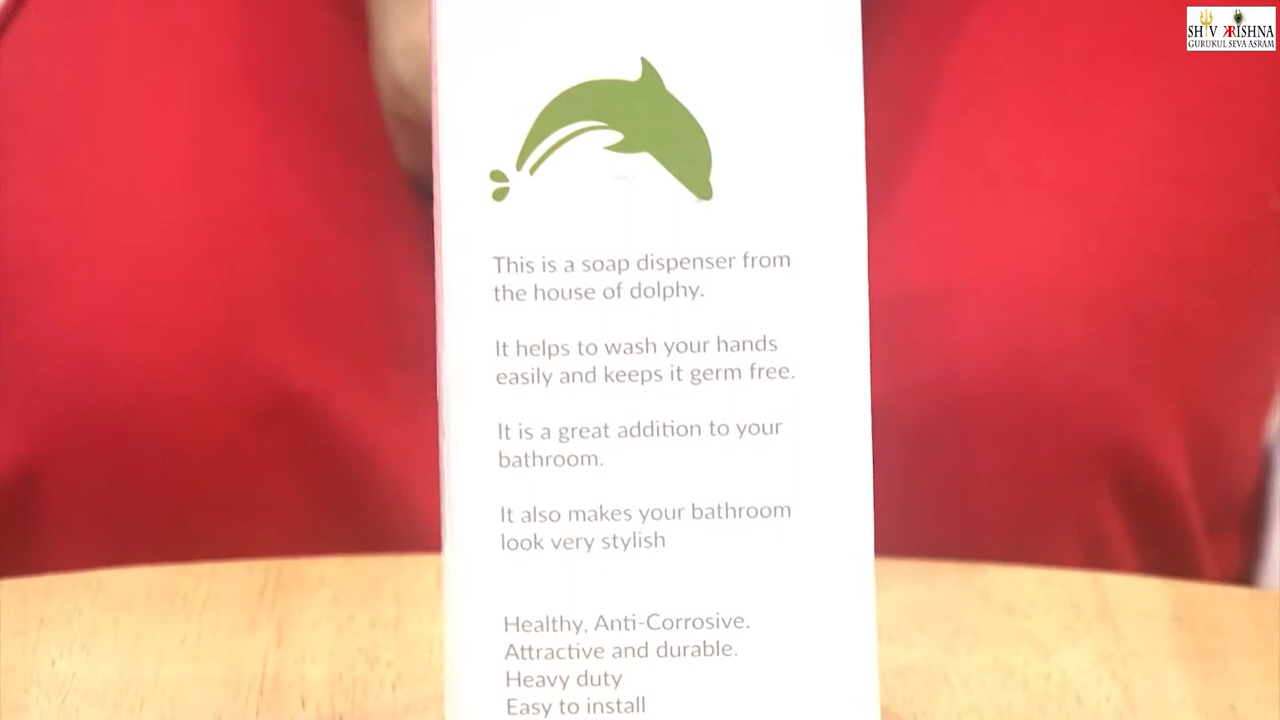 SHIV KRISHNA
GURUKUL SEVA ASRAM
This is a soap dispenser from
the house of dolphy.
It helps to wash your hands
easily and keeps it germ free.
It is a great addition to your
bathroom.
It also makes your bathroom
look very stylish
Healthy, Anti-Corrosive.
Attractive and durable.
Heavy duty
Easy to install